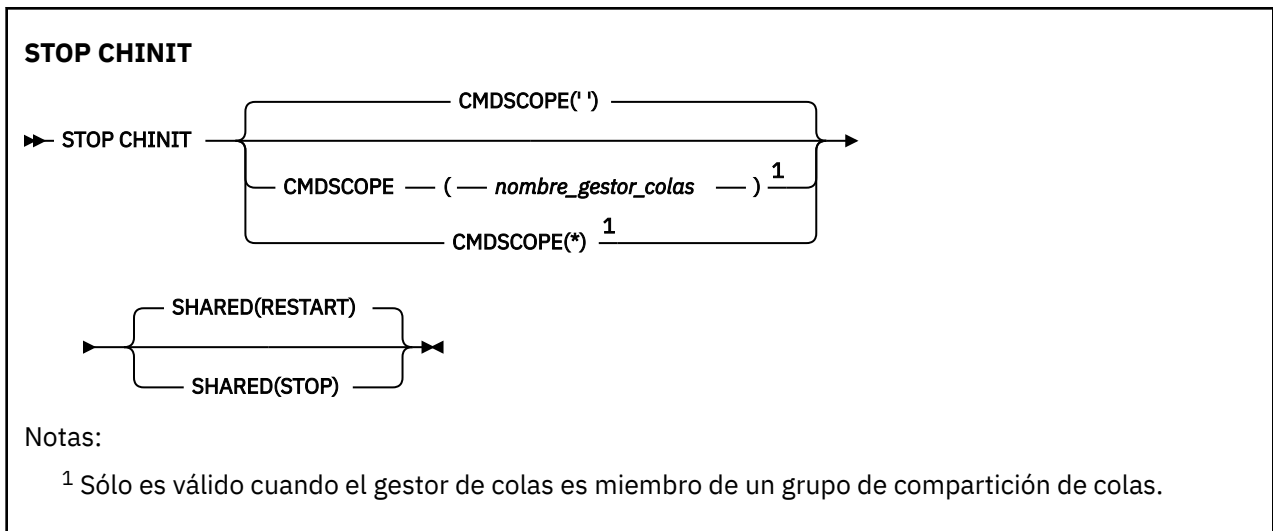 STOP CHINIT
CMDSCOPE(' ')
STOP CHINIT
CMDSCOPE ( nombre_gestor_colas ) 1
CMDSCOPE(*) 1
SHARED(RESTART)
SHARED(STOP)
Notas:
1 Sólo es válido cuando el gestor de colas es miembro de un grupo de compartición de colas.